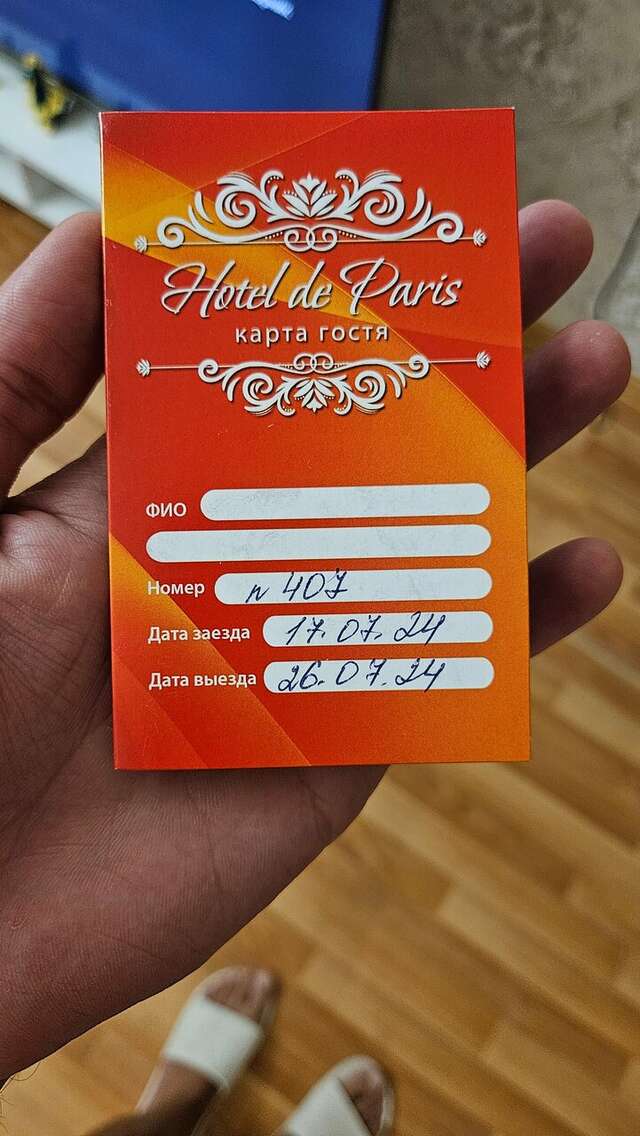 Hotel de Paris
карта гостя
ФИО
Номер n 407
Дата заезда 17.07.24
Дата выезда 26.07.24